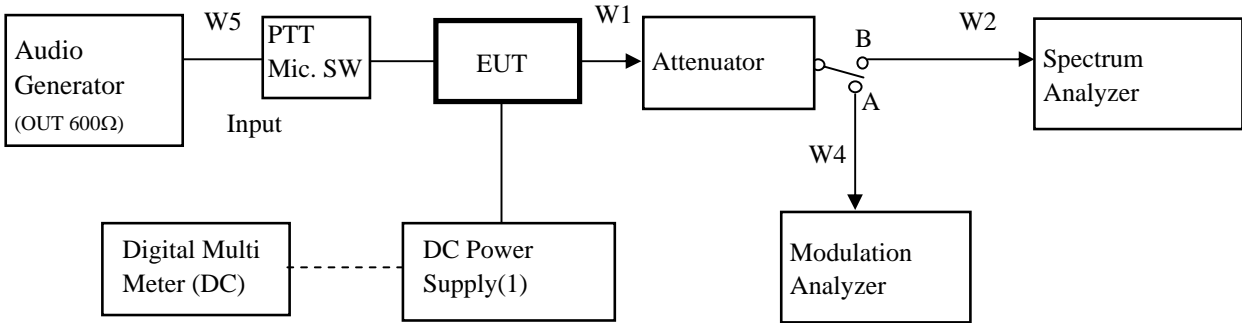 W5
Audio
Generator
(OUT 600Ω)
PTT
Mic. SW
Input
EUT
W1
Attenuator
B
A
W2
Spectrum
Analyzer
W4
Digital Multi
Meter (DC)
DC Power
Supply(1)
Modulation
Analyzer